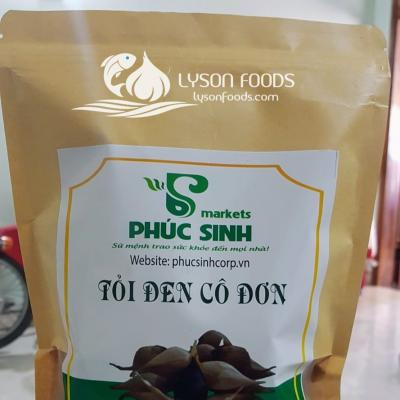 LYSON FOODS
lysonfoods.com
markets
PHÚC SINH
Sứ mệnh trao sức khỏe đến mọi nhà!
Website: phucsinhcorp.vn
TỎI ĐEN CÔ ĐƠN